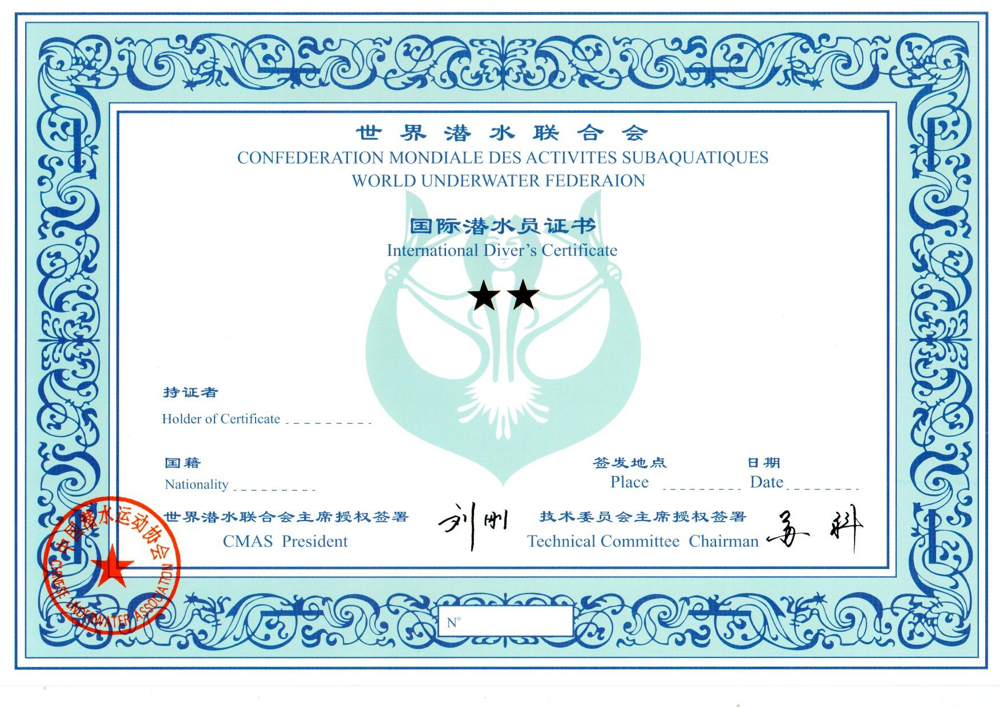 世界潜水联合会
CONFEDERATION MONDIALE DES ACTIVITES SUBAQUATIQUES
WORLD UNDERWATER FEDERAION
国际潜水员证书
International Diver's Certificate
持证者
Holder of Certificate
国籍
Nationality
签发地点 日期
Place Date
世界潜水联合会主席授权签署 刘刚 技术委员会主席授权签署
CMAS President Technical Committee Chairman
中国潜水运动协会
CHINESE UNDERWATER ASSOCIATION
N°